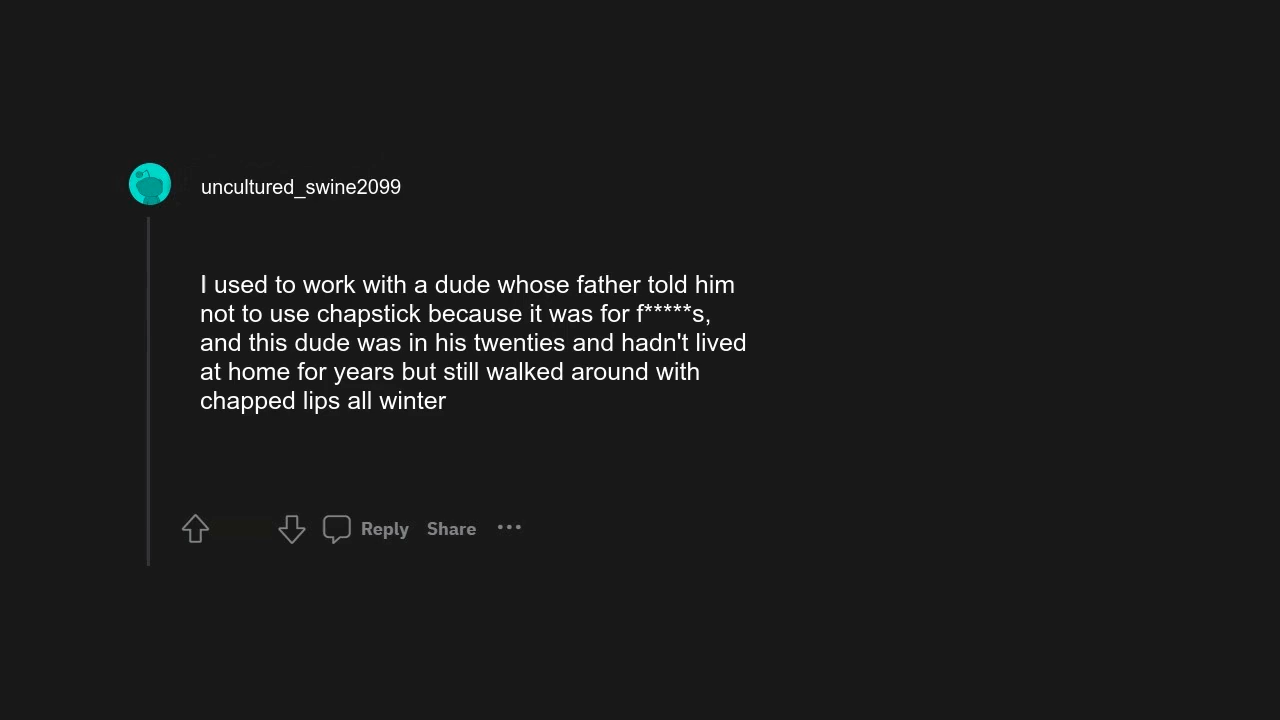 uncultured_swine2099
I used to work with a dude whose father told him
not to use chapstick because it was for f*****s,
and this dude was in his twenties and hadn't lived
at home for years but still walked around with
chapped lips all winter
Reply Share •••